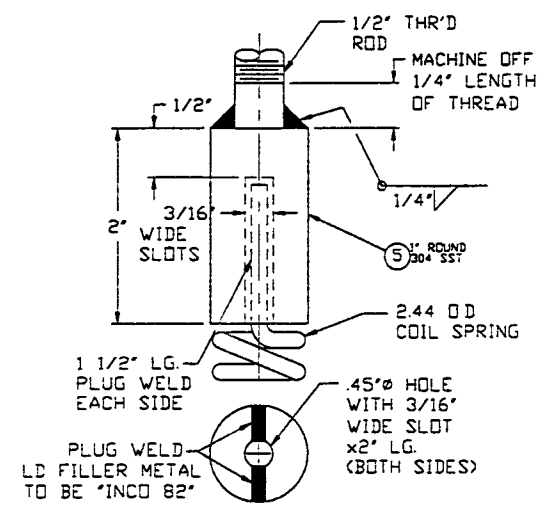 1/2" THR'D
ROD
MACHINE OFF
1/4" LENGTH
OF THREAD
1/2"
1/4"
2"
3/16"
WIDE
SLOTS
5
1" ROUND
304 SST
2.44 O D
COIL SPRING
1 1/2" LG.
PLUG WELD
EACH SIDE
.45"ø HOLE
WITH 3/16"
WIDE SLOT
x2" LG.
(BOTH SIDES)
PLUG WELD
LD FILLER METAL
TO BE "INCO 82"